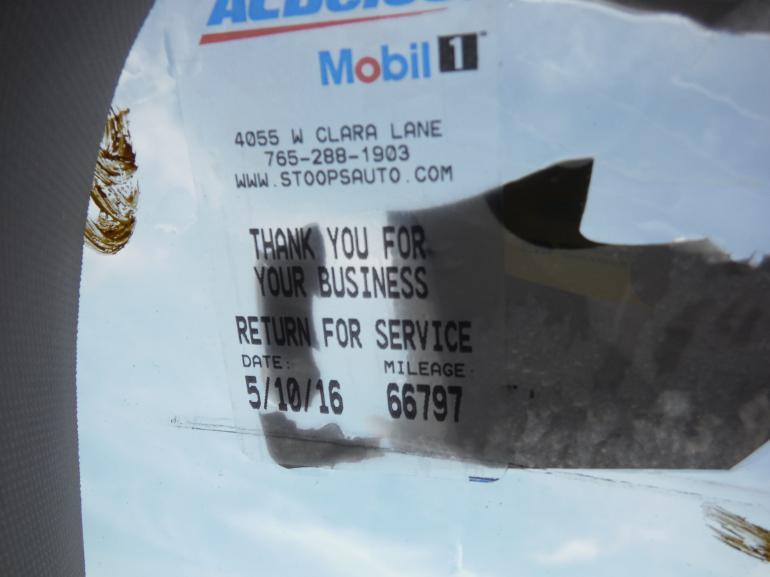 ACDelco
Mobil 1
4055 W CLARA LANE
765-288-1903
WWW.STOOPSAUTO.COM
THANK YOU FOR
YOUR BUSINESS
RETURN FOR SERVICE
DATE: MILEAGE:
5/10/16 66797